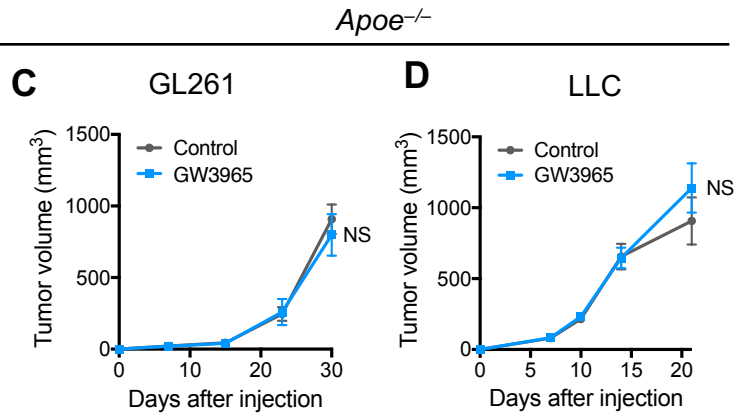 Apoe–/–
C
GL261
Tumor volume (mm3)
1500
1000
500
0
Control
GW3965
NS
0
10
20
30
Days after injection
D
LLC
Tumor volume (mm3)
1500
1000
500
0
Control
GW3965
NS
0
5
10
15
20
Days after injection